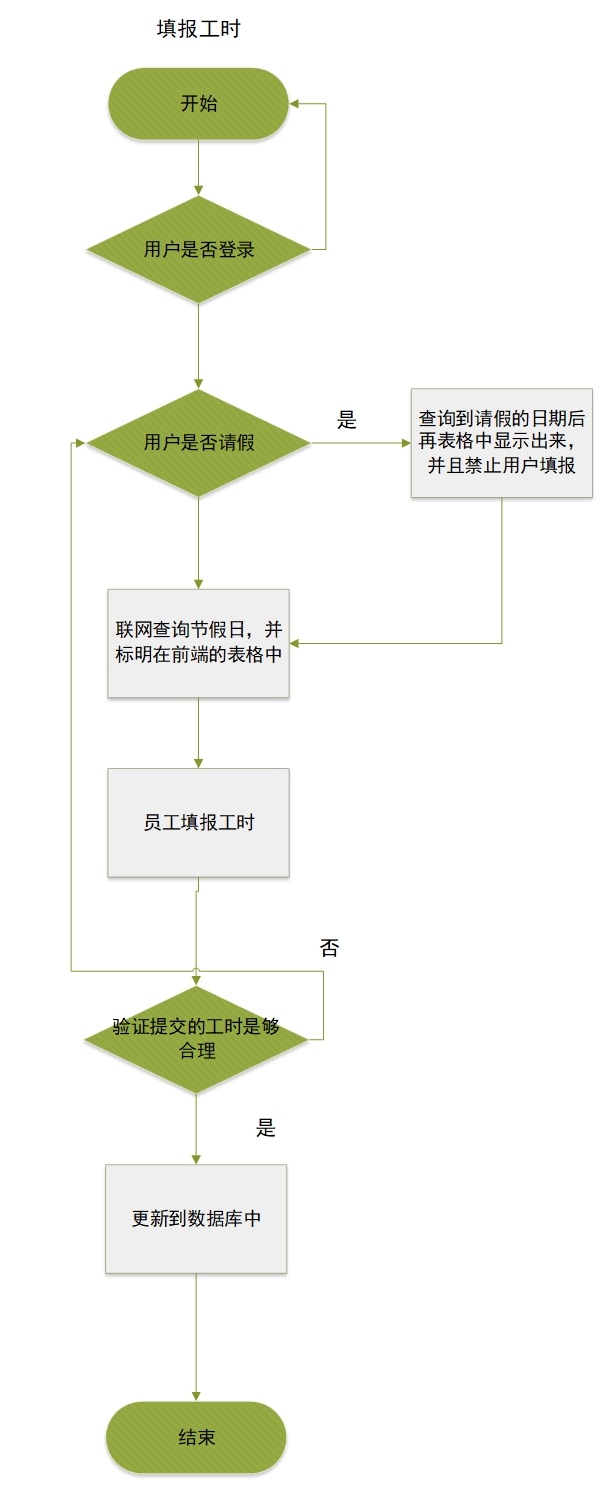 填报工时
开始
用户是否登录
用户是否请假
是
查询到请假的日期后
再表格中显示出来，
并且禁止用户填报
联网查询节假日，并
标明在前端的表格中
员工填报工时
否
验证提交的工时是够
合理
是
更新到数据库中
结束